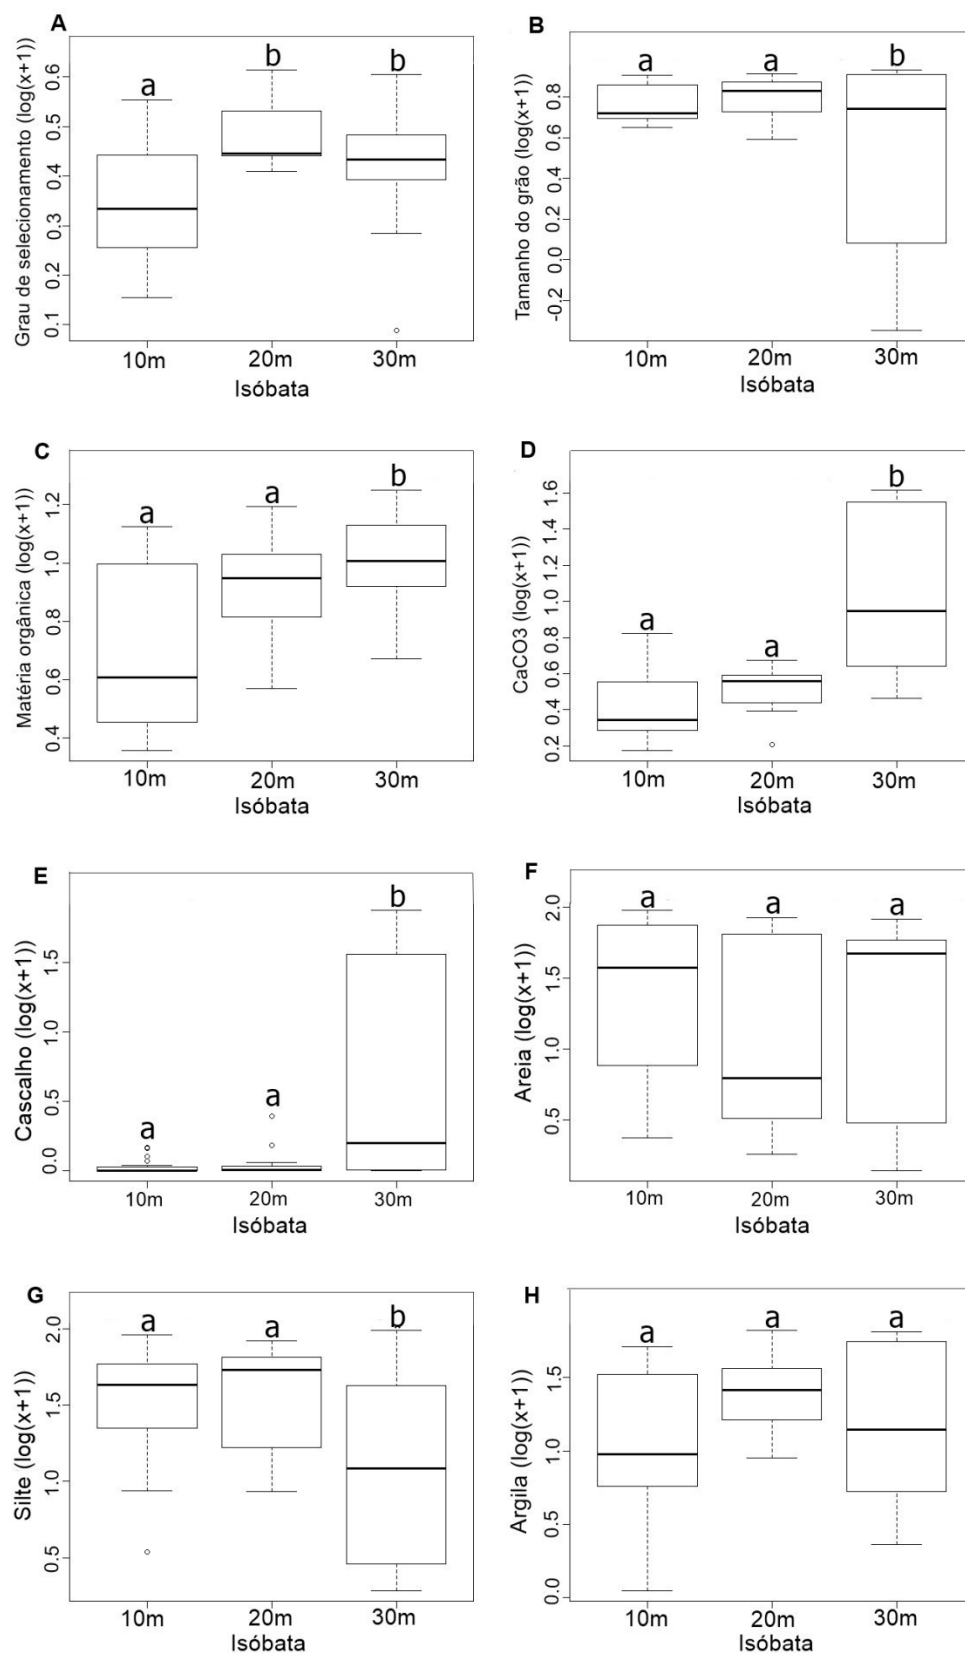 A
Grau de selecionamento (log(x+1))
0.6
0.5
0.4
0.3
0.2
0.1
a
b
b
10m
20m
30m
Isóbata
B
Tamanho do grão (log(x+1))
0.8
0.6
0.4
0.2
0.0
-0.2
a
a
b
10m
20m
30m
Isóbata
C
Matéria orgânica (log(x+1))
1.2
1.0
0.8
0.6
0.4
a
a
b
10m
20m
30m
Isóbata
D
CaCO3 (log(x+1))
1.6
1.4
1.2
1.0
0.8
0.6
0.4
0.2
a
a
b
10m
20m
30m
Isóbata
E
Cascalho (log(x+1))
1.5
1.0
0.5
0.0
a
a
b
10m
20m
30m
Isóbata
F
Areia (log(x+1))
2.0
1.5
1.0
0.5
a
a
a
10m
20m
30m
Isóbata
G
Silte (log(x+1))
2.0
1.5
1.0
0.5
a
a
b
10m
20m
30m
Isóbata
H
Argila (log(x+1))
1.5
1.0
0.5
0.0
a
a
a
10m
20m
30m
Isóbata